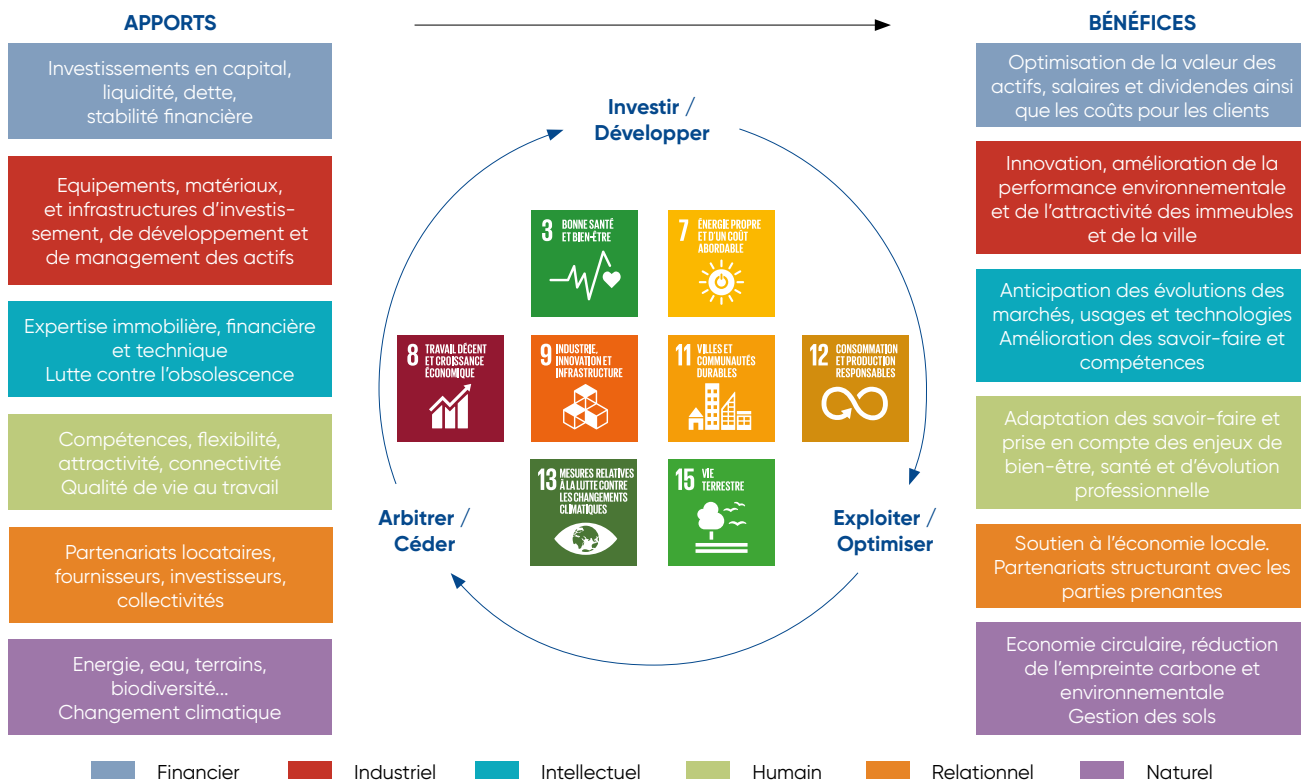 APPORTS
BÉNÉFICES
Investissements en capital,
liquidité, dette,
stabilité financière
Equipements, matériaux,
et infrastructures d’investis-
sement, de développement et
de management des actifs
Expertise immobilière, financière
et technique
Lutte contre l’obsolescence
Compétences, flexibilité,
attractivité, connectivité
Qualité de vie au travail
Partenariats locataires,
fournisseurs, investisseurs,
collectivités
Energie, eau, terrains,
biodiversité...
Changement climatique
Investir /
Développer
3 BONNE SANTÉ
ET BIEN-ÊTRE
7 ÉNERGIE PROPRE
ET D’UN COÛT
ABORDABLE
8 TRAVAIL DÉCENT
ET CROISSANCE
ÉCONOMIQUE
9 INDUSTRIE,
INNOVATION ET
INFRASTRUCTURE
11 VILLES ET
COMMUNAUTÉS
DURABLES
12 CONSOMMATION
ET PRODUCTION
RESPONSABLES
13 MESURES RELATIVES
À LA LUTTE CONTRE
LES CHANGEMENTS
CLIMATIQUES
15 VIE
TERRESTRE
Arbitrer /
Céder
Exploiter /
Optimiser
Optimisation de la valeur des
actifs, salaires et dividendes ainsi
que les coûts pour les clients
Innovation, amélioration de la
performance environnementale
et de l’attractivité des immeubles
et de la ville
Anticipation des évolutions des
marchés, usages et technologies
Amélioration des savoir-faire et
compétences
Adaptation des savoir-faire et
prise en compte des enjeux de
bien-être, santé et d’évolution
professionnelle
Soutien à l’économie locale.
Partenariats structurant avec les
parties prenantes
Economie circulaire, réduction
de l’empreinte carbone et
environnementale
Gestion des sols
Financier
Industriel
Intellectuel
Humain
Relationnel
Naturel